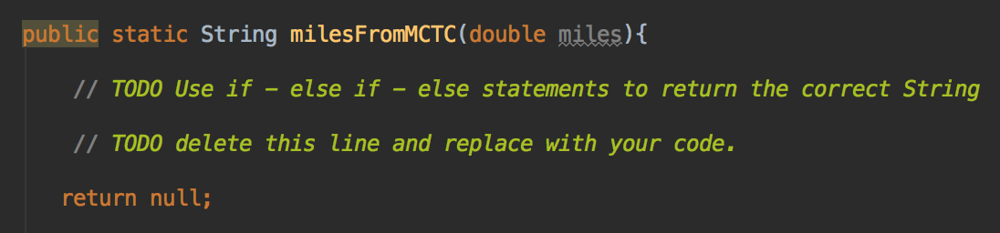 public static String milesFromMCTC(double miles){
// TODO Use if - else if - else statements to return the correct String
// TODO delete this line and replace with your code.
return null;